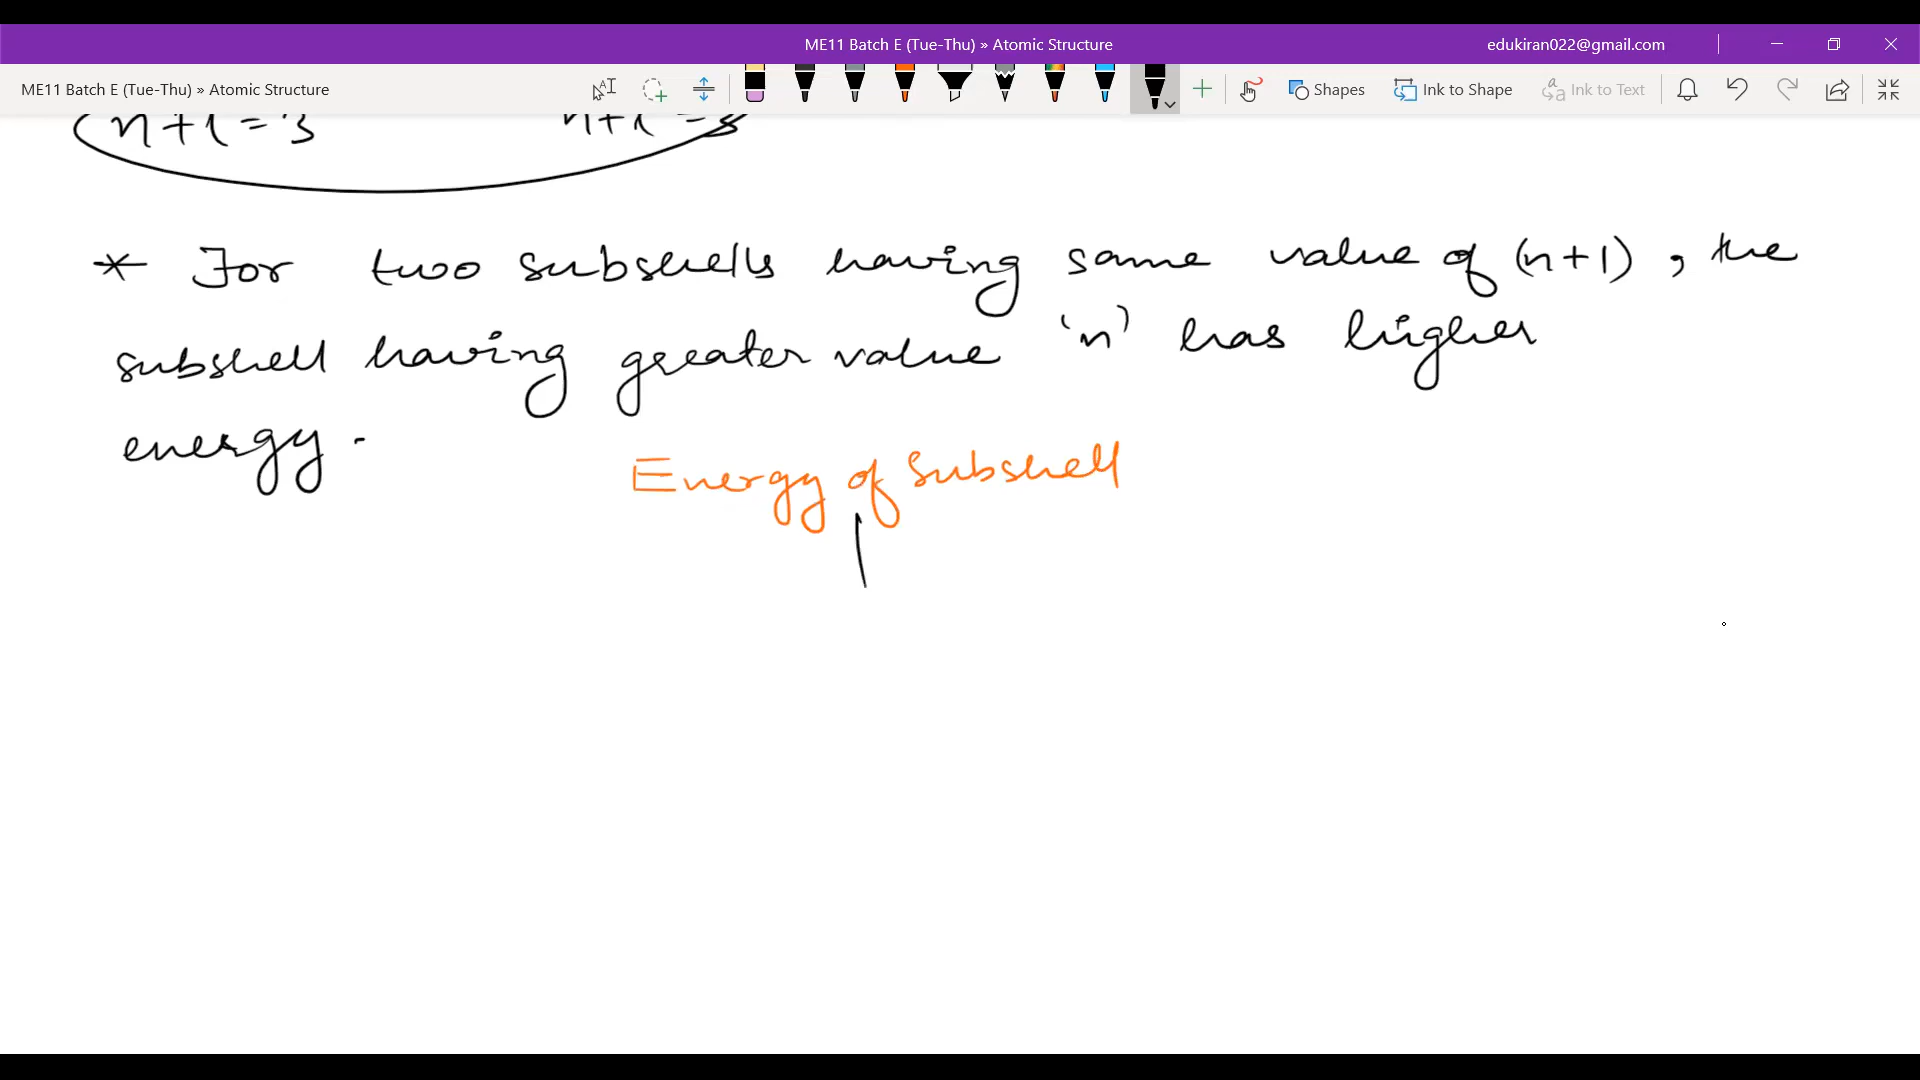 ME11 Batch E (Tue-Thu) » Atomic Structure
edukiran022@gmail.com
ME11 Batch E (Tue-Thu) » Atomic Structure
Shapes
Ink to Shape
Ink to Text
n+l=3 n+l=3
* For two subshells having same value of (n+l), the
subshell having greater value 'n' has higher
energy.
Energy of subshell